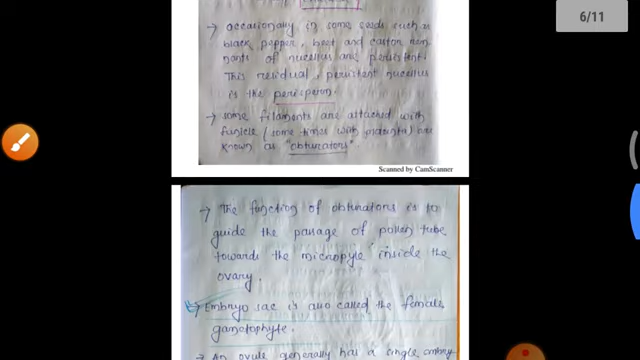 6/11
→ Occasionally in some seeds such as
black pepper, beet and castor rem
nants of nucellus are persistent.
This residual, persistent nucellus
is the perisperm.
→ Some filaments are attached with
funicle (some times with placenta) are
known as "obturators"
Scanned by CamScanner
→ The function of obturators is to
guide the passage of pollen tube
towards the micropyle inside the
ovary.
→ Embryo sac is also called the female
gametophyte.
→ An ovule generally has a single embryo